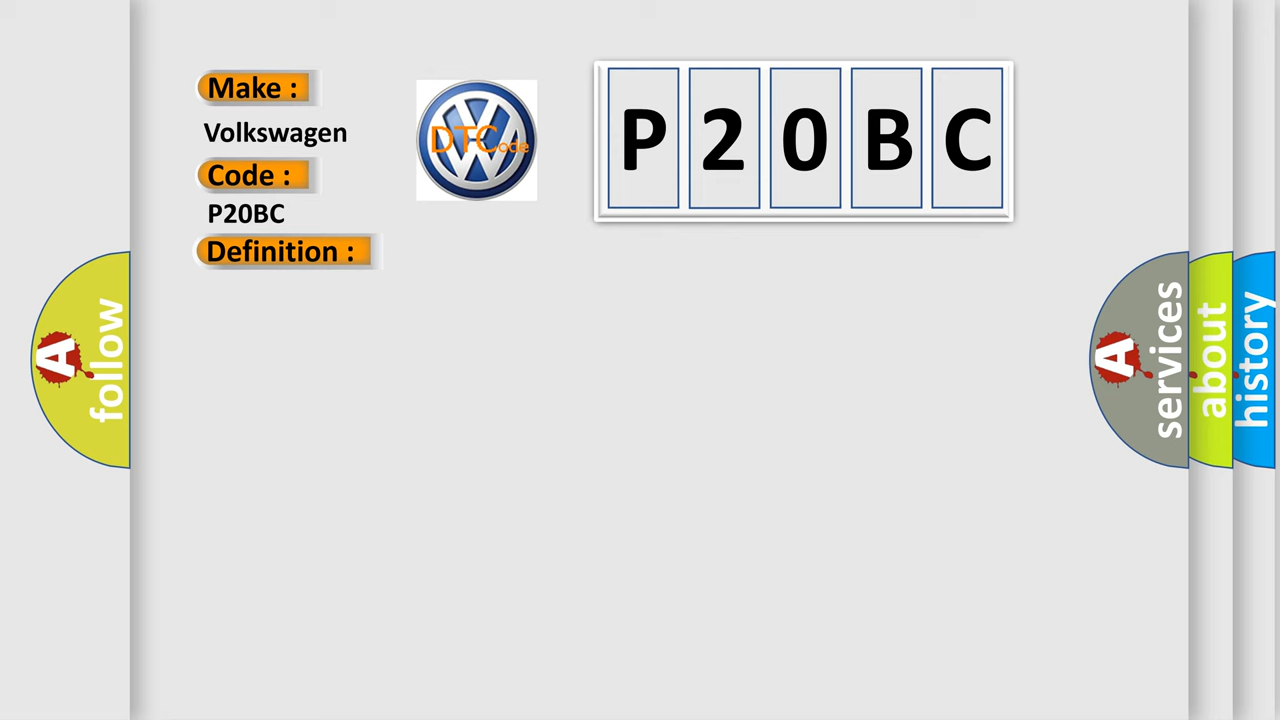 Make :
Volkswagen
Code :
P20BC
Definition :
DTCode
P 2 0 B C
A follow
A services
about
history